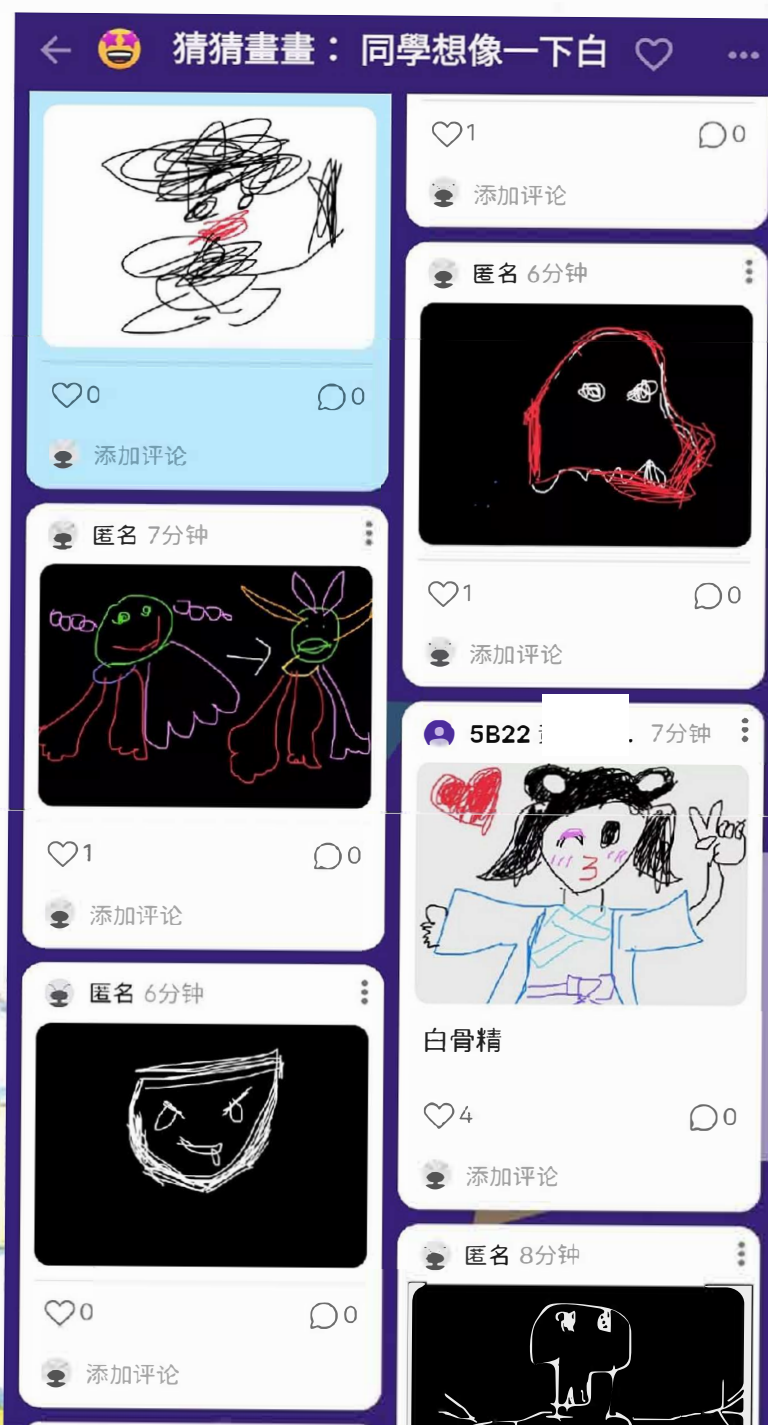 猜猜畫畫： 同學想像一下白
0
0
添加评论
匿名 7分钟
1
0
添加评论
匿名 6分钟
0
0
添加评论
1
0
添加评论
匿名 6分钟
1
0
添加评论
5B22
. 7分钟
白骨精
4
0
添加评论
匿名 8分钟